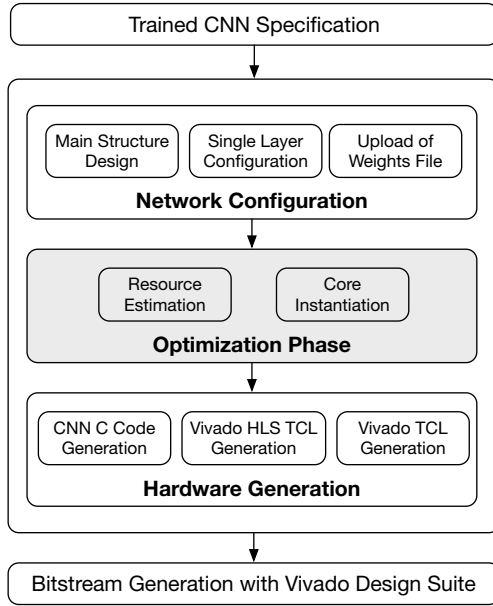 Trained CNN Specification
Main Structure
Design
Single Layer
Configuration
Upload of
Weights File
Network Configuration
Resource
Estimation
Core
Instantiation
Optimization Phase
CNN C Code
Generation
Vivado HLS TCL
Generation
Vivado TCL
Generation
Hardware Generation
Bitstream Generation with Vivado Design Suite